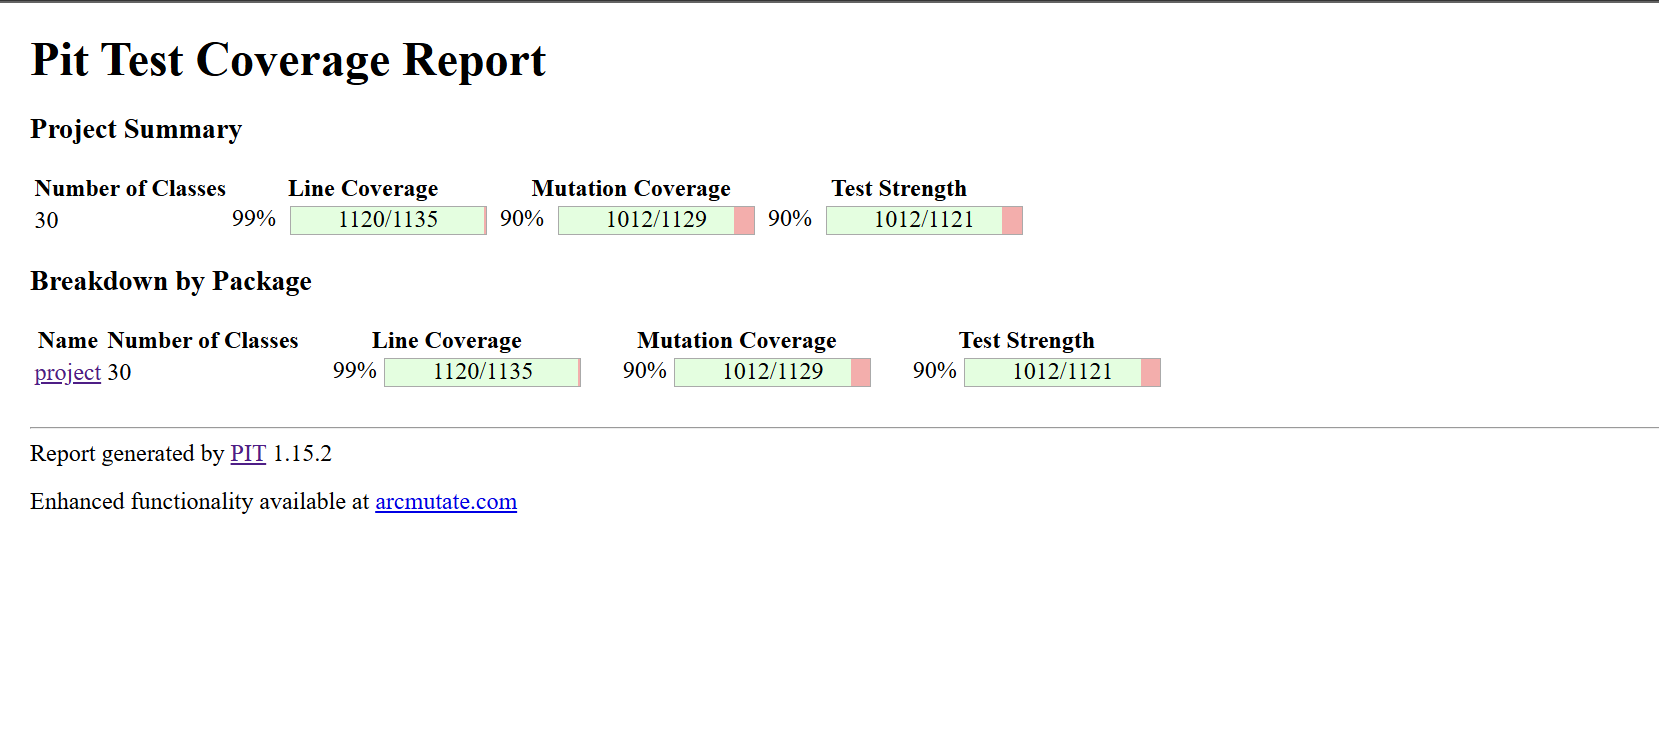 Pit Test Coverage Report
Project Summary
Number of Classes Line Coverage Mutation Coverage Test Strength
30 99% 1120/1135 90% 1012/1129 90% 1012/1121
Breakdown by Package
Name Number of Classes Line Coverage Mutation Coverage Test Strength
project 30 99% 1120/1135 90% 1012/1129 90% 1012/1121
Report generated by PIT 1.15.2
Enhanced functionality available at arcmutate.com